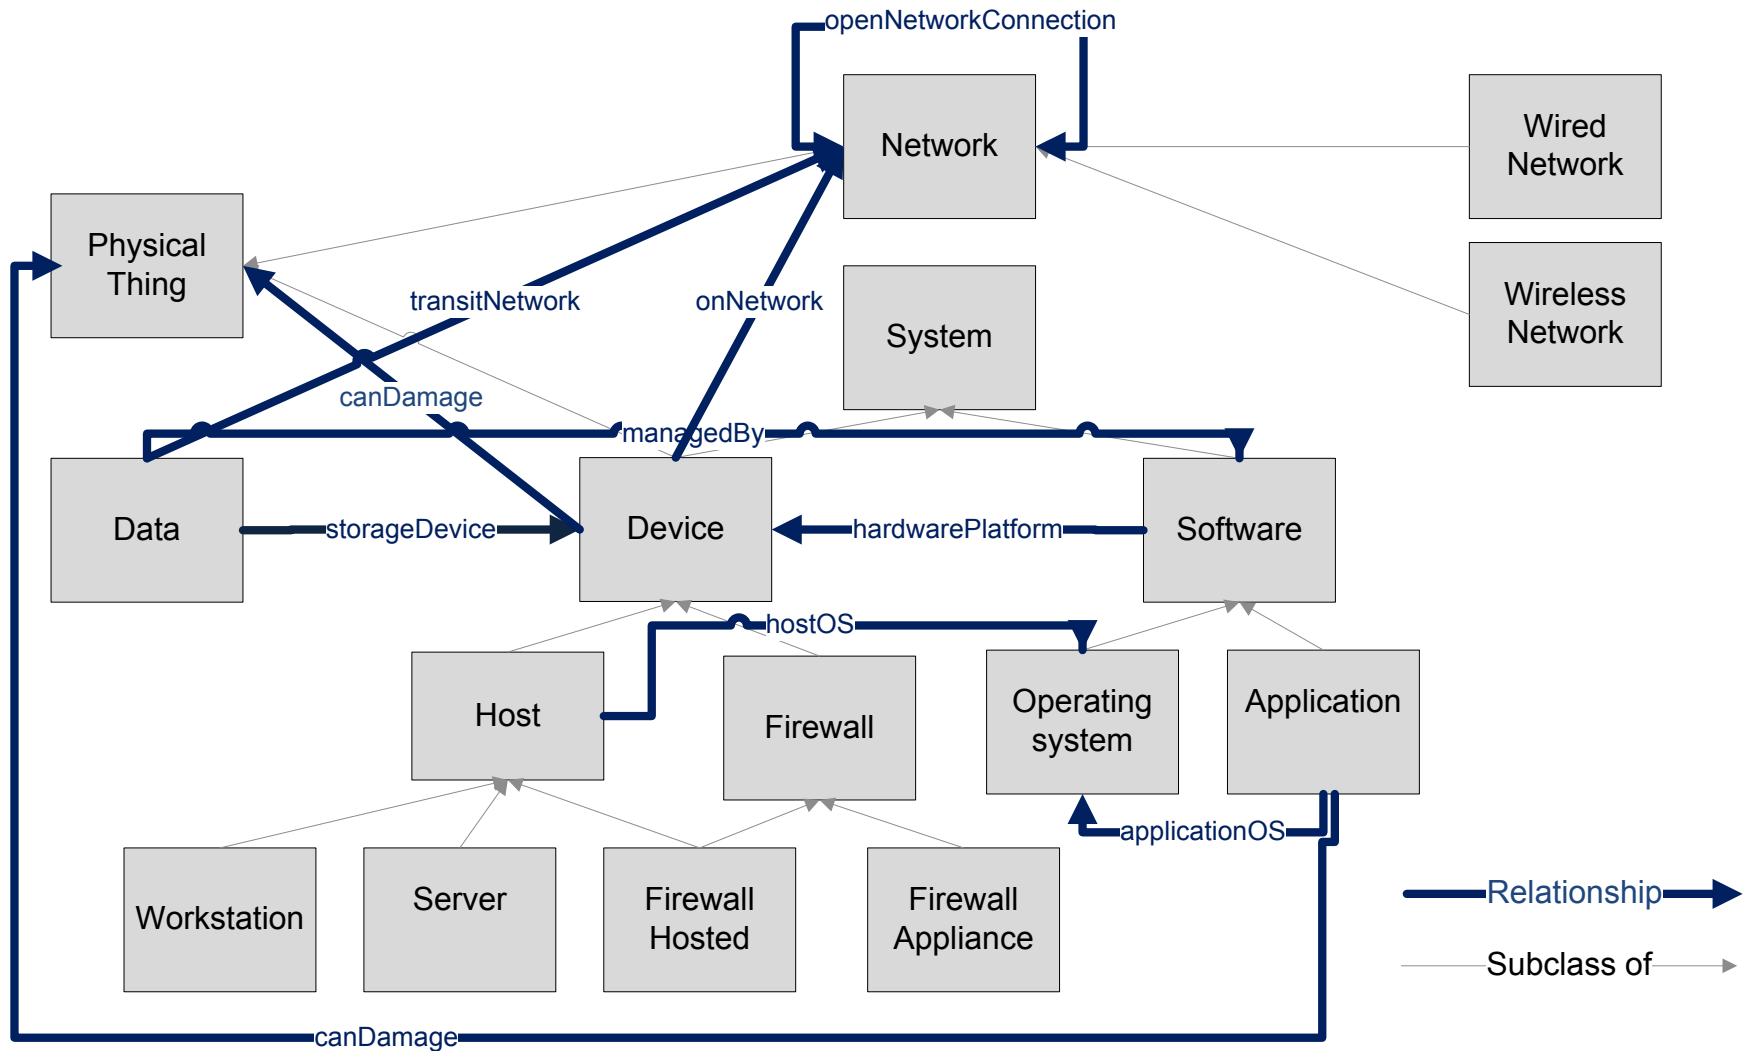 openNetworkConnection
Network
Wired
Network
Physical
Thing
Wireless
Network
transitNetwork
onNetwork
System
canDamage
managedBy
Data
storageDevice
Device
hardwarePlatform
Software
hostOS
Host
Firewall
Operating
system
Application
applicationOS
Workstation
Server
Firewall
Hosted
Firewall
Appliance
Relationship
Subclass of
canDamage